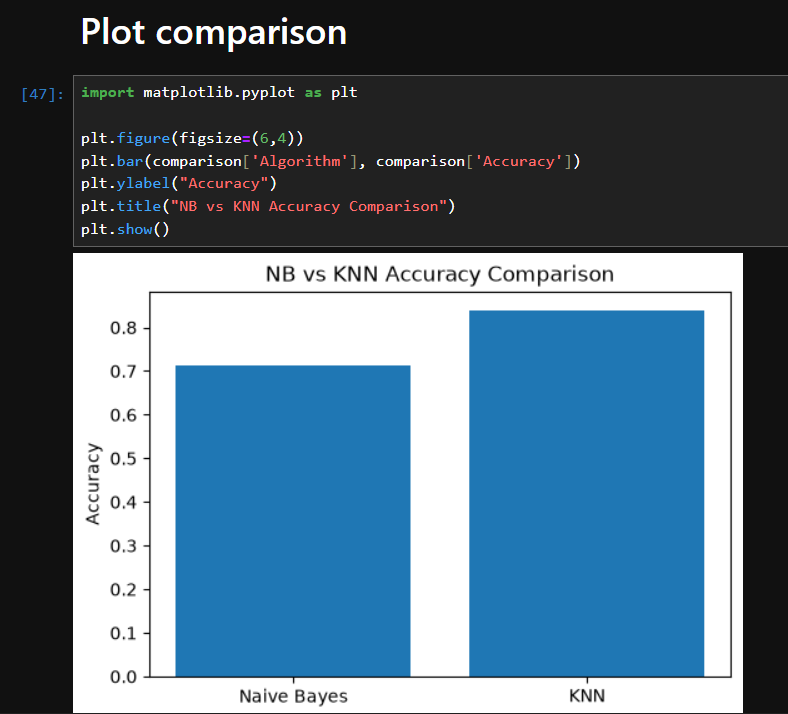 Plot comparison
[47]:
import matplotlib.pyplot as plt
plt.figure(figsize=(6,4))
plt.bar(comparison['Algorithm'], comparison['Accuracy'])
plt.ylabel("Accuracy")
plt.title("NB vs KNN Accuracy Comparison")
plt.show()
NB vs KNN Accuracy Comparison
Accuracy
0.8
0.7
0.6
0.5
0.4
0.3
0.2
0.1
0.0
Naive Bayes
KNN